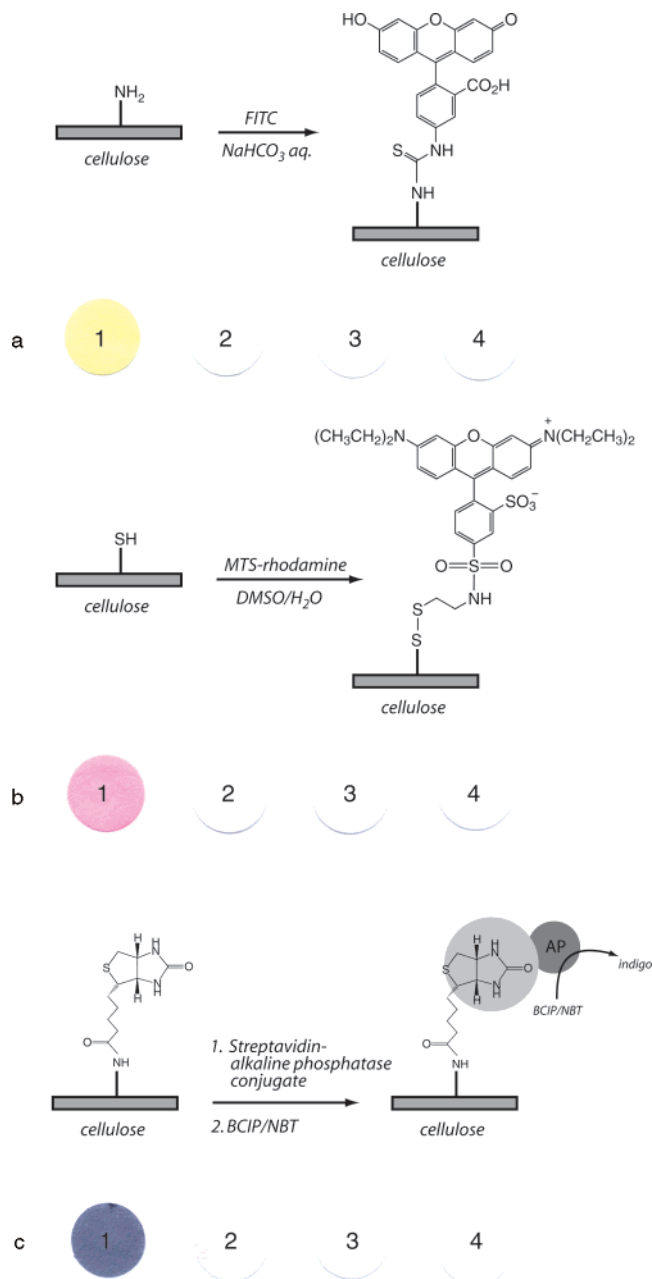 HO O O
NH2
CO2H
FITC
NaHCO3 aq.
cellulose
S NH
NH
cellulose
a 1 2 3 4
(CH3CH2)2N O + N(CH2CH3)2
SO3−
SH
MTS-rhodamine
DMSO/H2O
cellulose
O S O
NH
S
S
cellulose
b 1 2 3 4
H H
N
H
S O
H
N
H
O
NH
cellulose
1. Streptavidin-
alkaline phosphatase
conjugate
2. BCIP/NBT
H H
N
AP
indigo
S O
BCIP/NBT
H
N
H
O
NH
cellulose
c 1 2 3 4